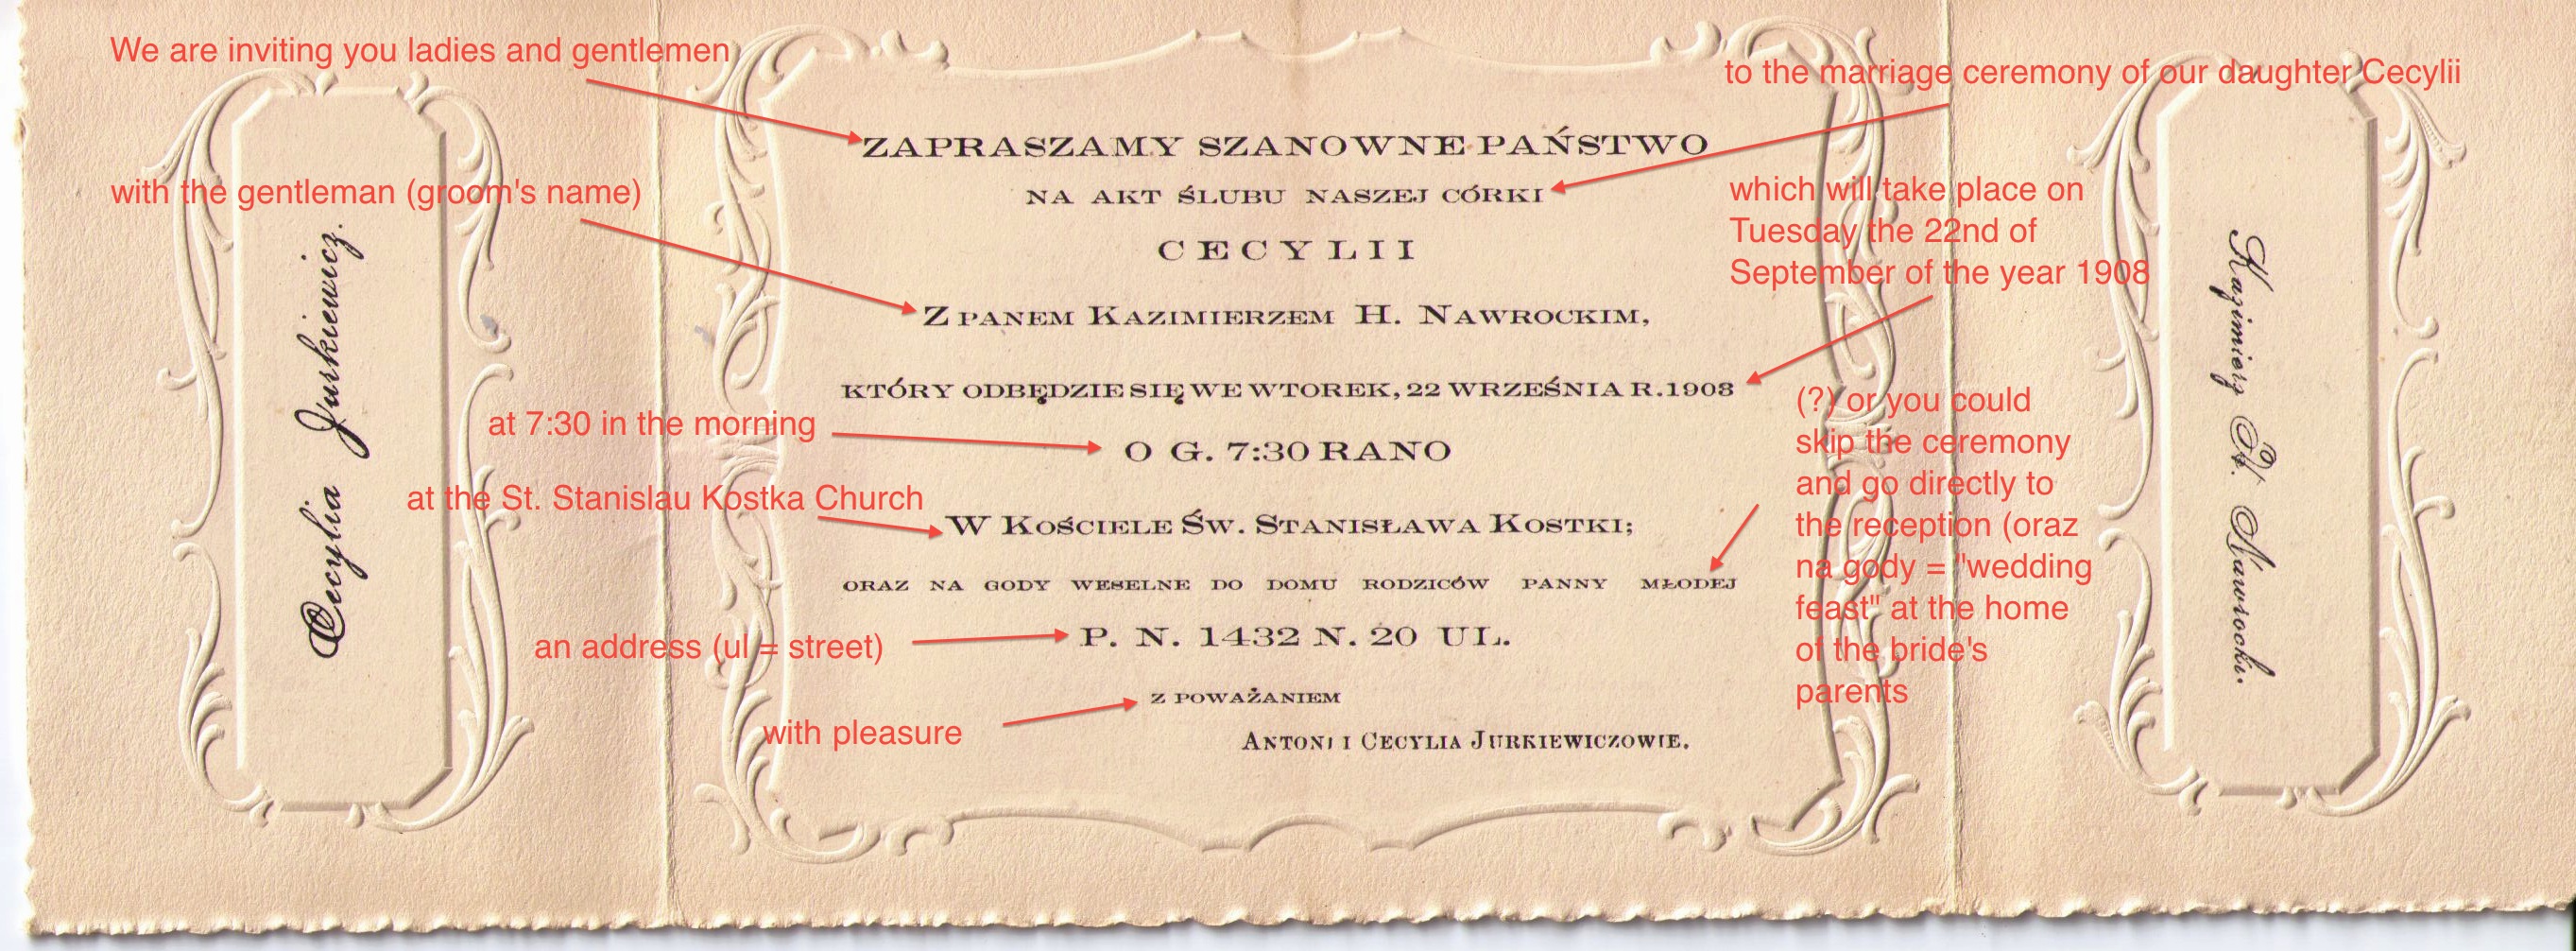 We are inviting you ladies and gentlemen
to the marriage ceremony of our daughter Cecylii
ZAPRASZAMY SZANOWNE PAŃSTWO
NA AKT ŚLUBU NASZEJ CÓRKI
with the gentleman (groom's name)
which will take place on
Tuesday the 22nd of
September of the year 1908
CECYLII
Z PANEM KAZIMIERZEM H. NAWROCKIM,
KTÓRY ODBĘDZIE SIĘ WE WTOREK, 22 WRZEŚNIA R. 1908
at 7:30 in the morning
O G. 7:30 RANO
at the St. Stanislau Kostka Church
W KOŚCIELE ŚW. STANISŁAWA KOSTKI;
(?) or you could
skip the ceremony
and go directly to
the reception (oraz
na gody = "wedding
feast" at the home
of the bride's
parents
ORAZ NA GODY WESELNE DO DOMU RODZICÓW PANNY MŁODEJ
an address (ul = street)
P. N. 1432 N. 20 UL.
Z POWAŻANIEM
with pleasure
ANTONI I CECYLIA JURKIEWICZOWIE.
Cecylia Jurkiewicz.
Kazimierz H. Nawrocki.